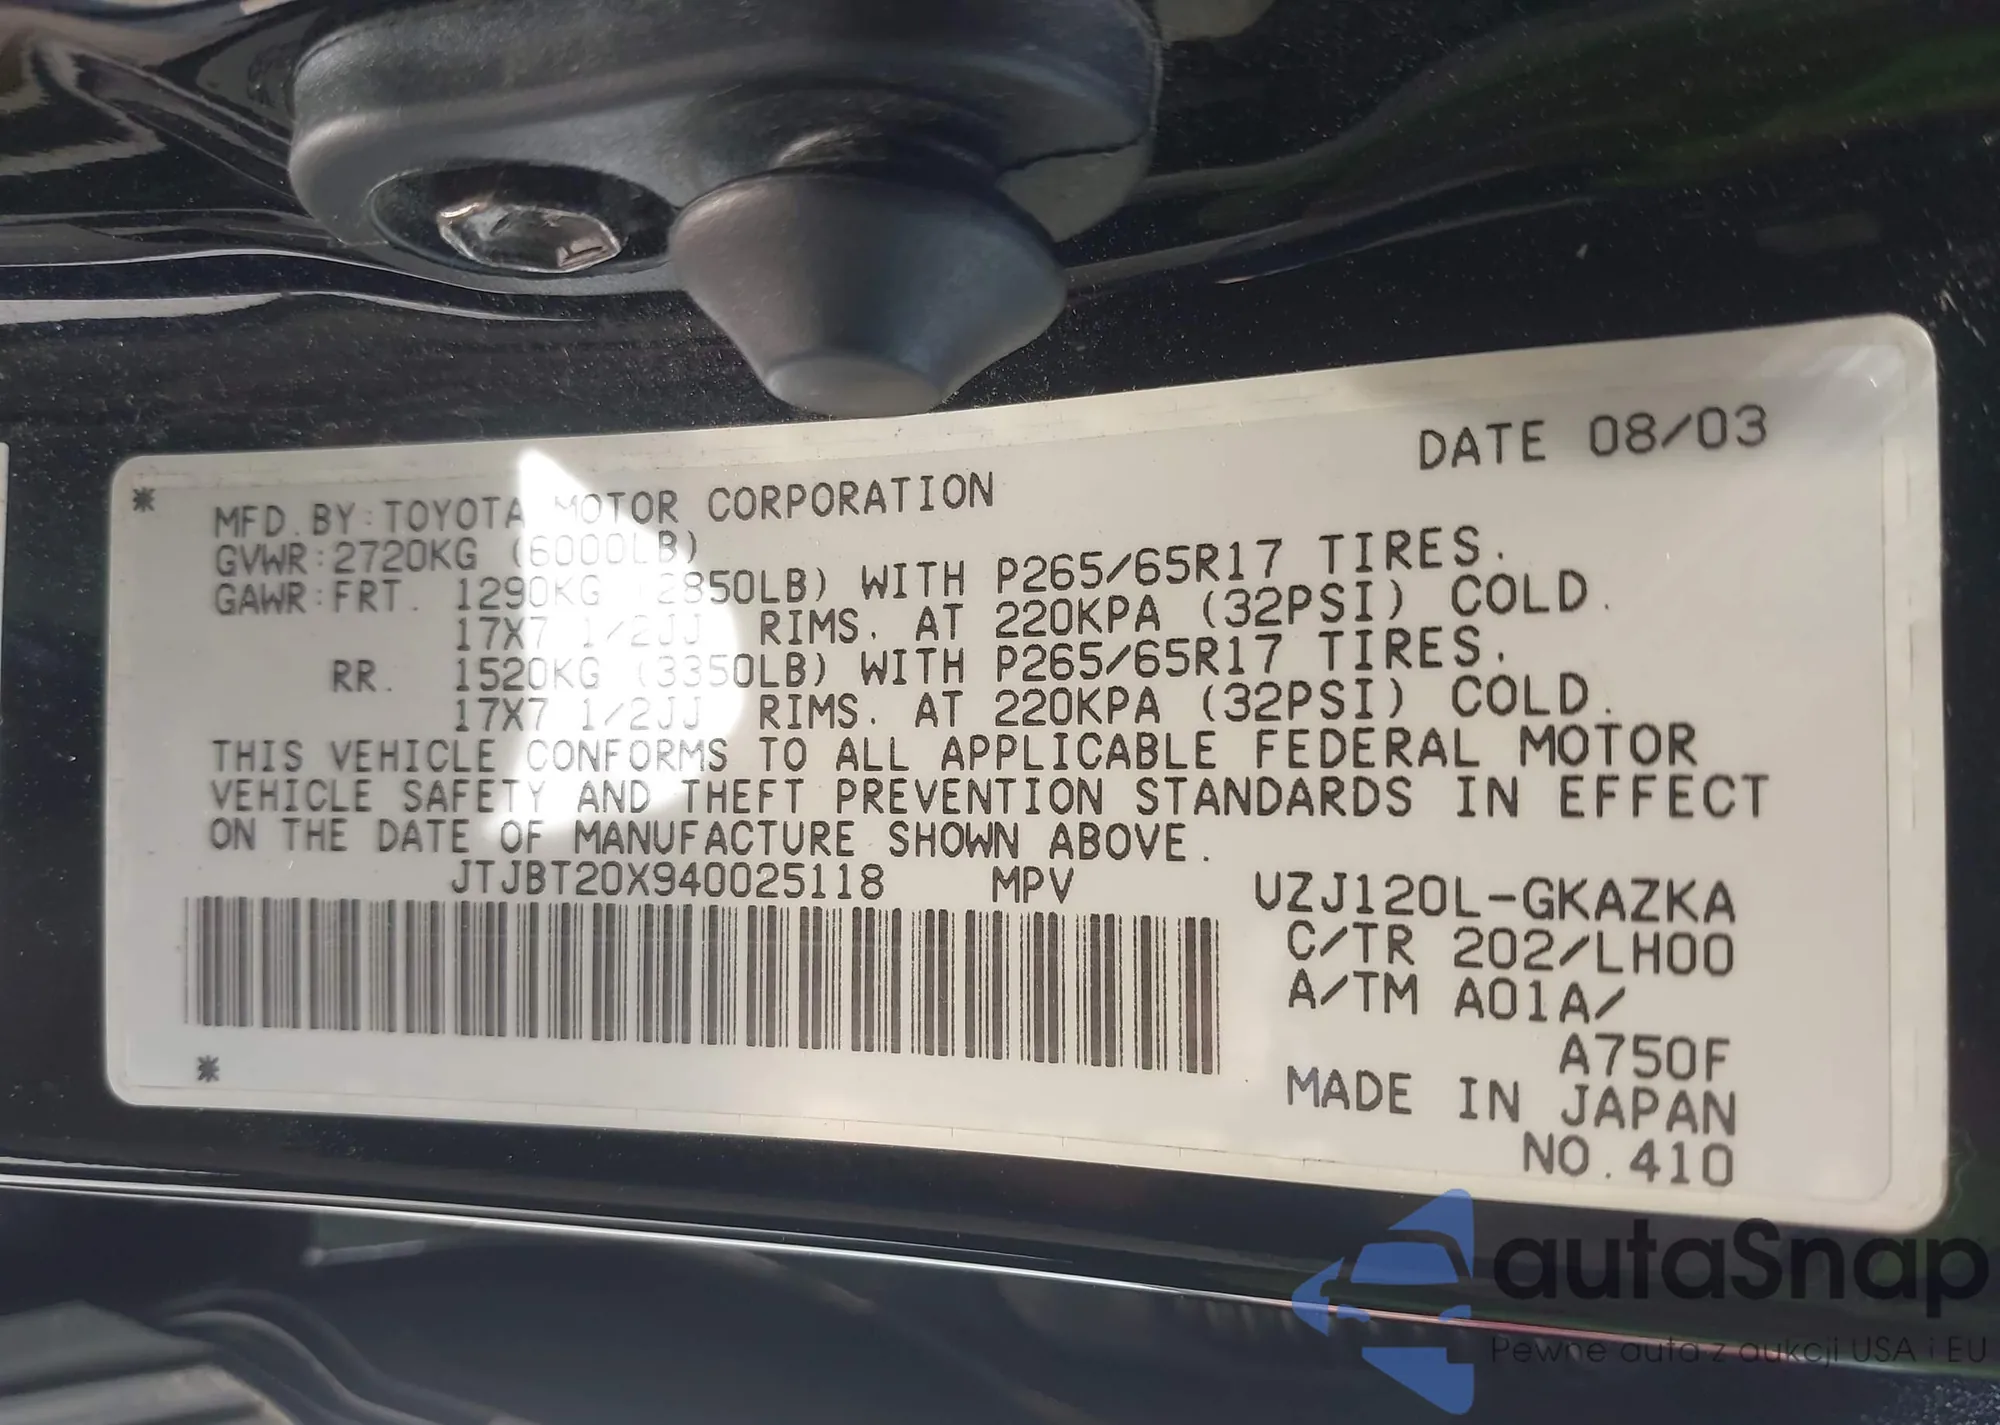 DATE 08/03
MFD. BY:TOYOTA MOTOR CORPORATION
GVWR:2720KG (6000LB)
GAWR:FRT. 1290KG (2850LB) WITH P265/65R17 TIRES.
17X7 1/2JJ RIMS. AT 220KPA (32PSI) COLD.
RR. 1520KG (3350LB) WITH P265/65R17 TIRES.
17X7 1/2JJ RIMS. AT 220KPA (32PSI) COLD.
THIS VEHICLE CONFORMS TO ALL APPLICABLE FEDERAL MOTOR
VEHICLE SAFETY AND THEFT PREVENTION STANDARDS IN EFFECT
ON THE DATE OF MANUFACTURE SHOWN ABOVE.
JTJBT20X940025118 MPV
UZJ120L-GKAZKA
C/TR 202/LH00
A/TM A01A/
A750F
MADE IN JAPAN
NO.410
autaSnap
Pewne auta z aukcji USA i EU